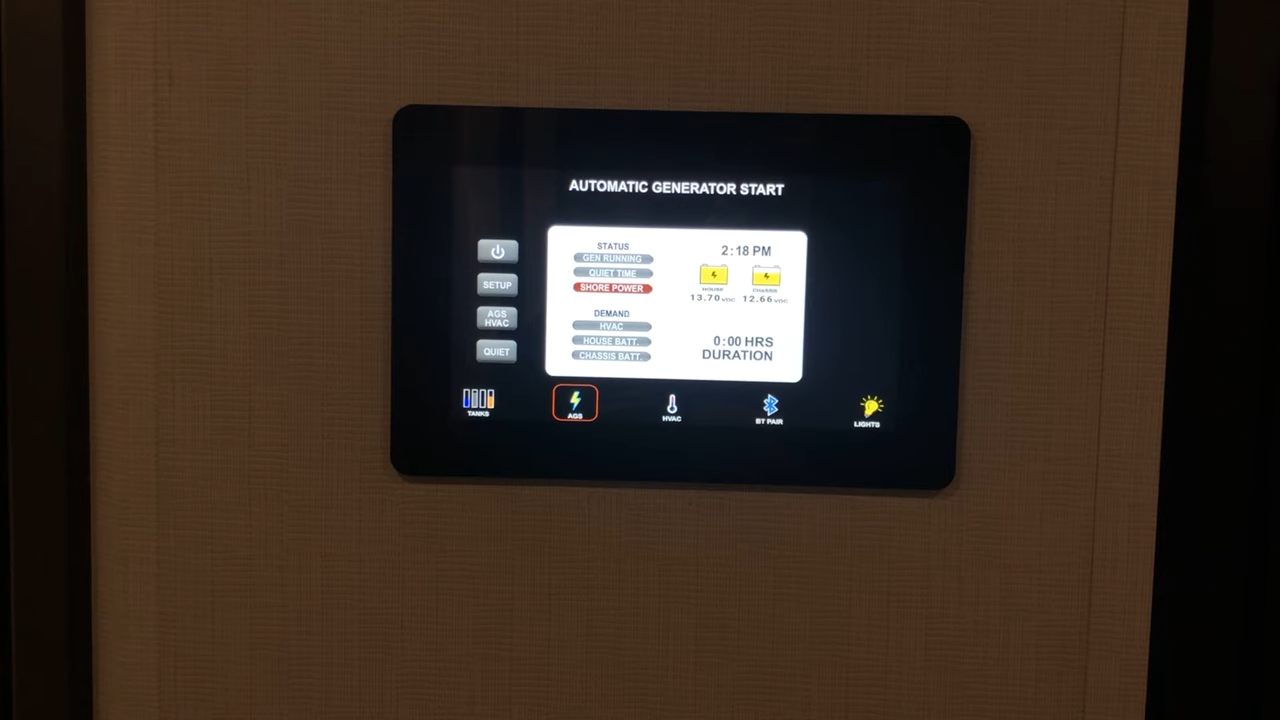 AUTOMATIC GENERATOR START
SETUP
AGS
HVAC
QUIET
STATUS
GEN RUNNING
QUIET TIME
SHORE POWER
DEMAND
HVAC
HOUSE BATT.
CHASSIS BATT.
2:18 PM
HOUSE CHASSIS
13.70 VDC 12.66 VDC
0:00 HRS
DURATION
TANKS
AGS
HVAC
BT PAIR
LIGHTS